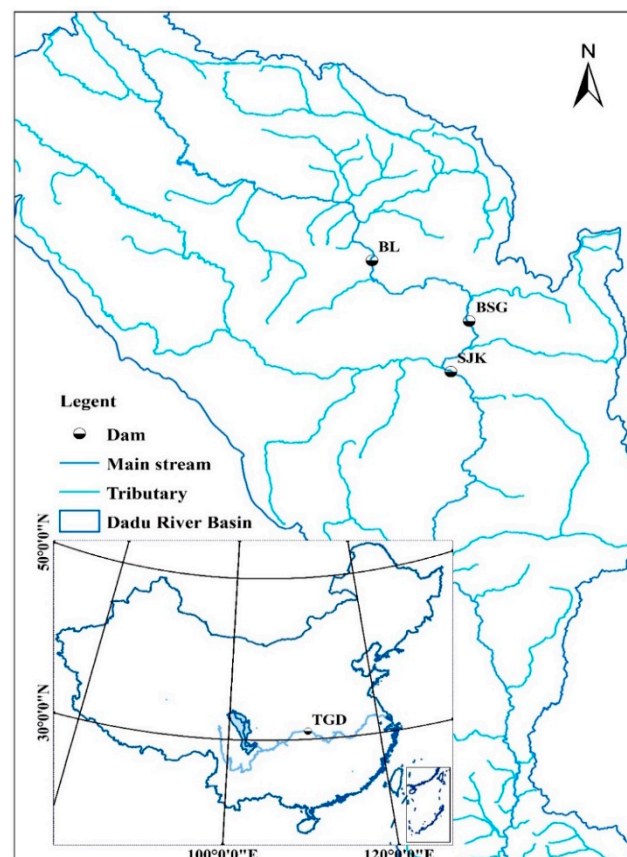 N
BL
BSG
SJK
Legent
Dam
Main stream
Tributary
Dadu River Basin
50°0'0"N
30°0'0"N
TGD
100°0'0"E
120°0'0"E